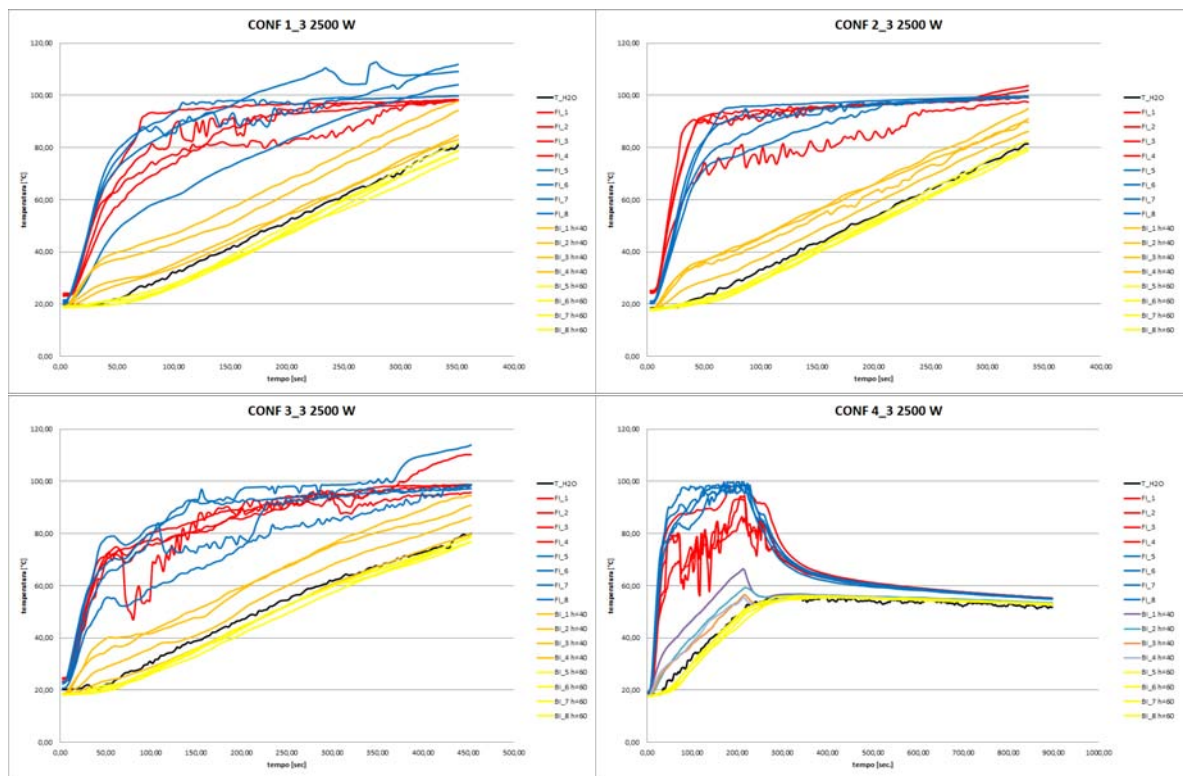 CONF 1_3 2500 W
120,00
100,00
80,00
60,00
40,00
20,00
0,00
temperatura [°C]
0,00 50,00 100,00 150,00 200,00 250,00 300,00 350,00 400,00
tempo [sec]
T_H2O
FI_1
FI_2
FI_3
FI_4
FI_5
FI_6
FI_7
FI_8
BI_1 h=40
BI_2 h=40
BI_3 h=40
BI_4 h=40
BI_5 h=60
BI_6 h=60
BI_7 h=60
BI_8 h=60
CONF 2_3 2500 W
120,00
100,00
80,00
60,00
40,00
20,00
0,00
temperatura [°C]
0,00 50,00 100,00 150,00 200,00 250,00 300,00 350,00 400,00
tempo [sec]
T_H2O
FI_1
FI_2
FI_3
FI_4
FI_5
FI_6
FI_7
FI_8
BI_1 h=40
BI_2 h=40
BI_3 h=40
BI_4 h=40
BI_5 h=60
BI_6 h=60
BI_7 h=60
BI_8 h=60
CONF 3_3 2500 W
120,00
100,00
80,00
60,00
40,00
20,00
0,00
temperatura [°C]
0,00 50,00 100,00 150,00 200,00 250,00 300,00 350,00 400,00 450,00 500,00
tempo [sec]
T_H2O
FI_1
FI_2
FI_3
FI_4
FI_5
FI_6
FI_7
FI_8
BI_1 h=40
BI_2 h=40
BI_3 h=40
BI_4 h=40
BI_5 h=60
BI_6 h=60
BI_7 h=60
BI_8 h=60
CONF 4_3 2500 W
120,00
100,00
80,00
60,00
40,00
20,00
0,00
temperatura [°C]
0,00 100,00 200,00 300,00 400,00 500,00 600,00 700,00 800,00 900,00 1000,00
tempo [sec.]
T_H2O
FI_1
FI_2
FI_3
FI_4
FI_5
FI_6
FI_7
FI_8
BI_1 h=40
BI_2 h=40
BI_3 h=40
BI_4 h=40
BI_5 h=60
BI_6 h=60
BI_7 h=60
BI_8 h=60